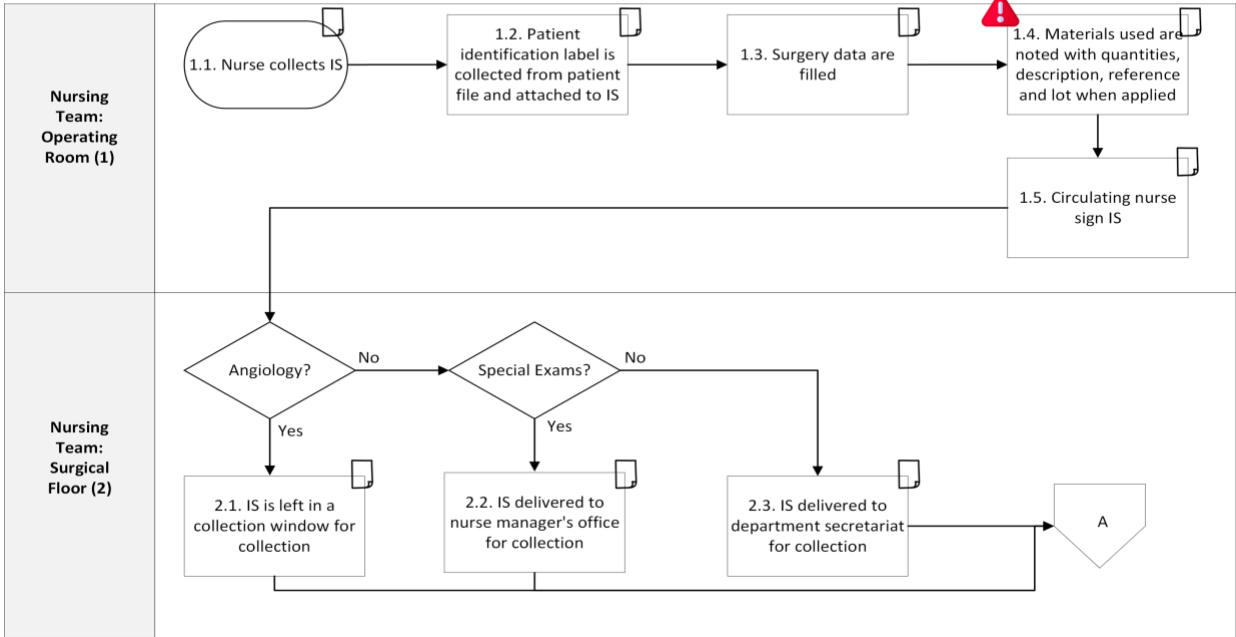 Nursing
Team:
Operating
Room (1)
1.1. Nurse collects IS
1.2. Patient
identification label is
collected from patient
file and attached to IS
1.3. Surgery data are
filled
!
1.4. Materials used are
noted with quantities,
description, reference
and lot when applied
1.5. Circulating nurse
sign IS
Nursing
Team:
Surgical
Floor (2)
Angiology?
No
Special Exams?
No
Yes
Yes
2.1. IS is left in a
collection window for
collection
2.2. IS delivered to
nurse manager's office
for collection
2.3. IS delivered to
department secretariat
for collection
A